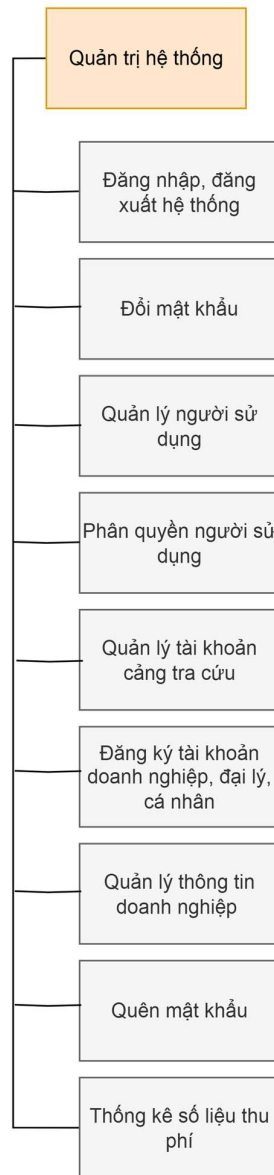 Quản trị hệ thống
Đăng nhập, đăng
xuất hệ thống
Đổi mật khẩu
Quản lý người sử
dụng
Phân quyền người sử
dụng
Quản lý tài khoản
cảng tra cứu
Đăng ký tài khoản
doanh nghiệp, đại lý,
cá nhân
Quản lý thông tin
doanh nghiệp
Quên mật khẩu
Thống kê số liệu thu
phí